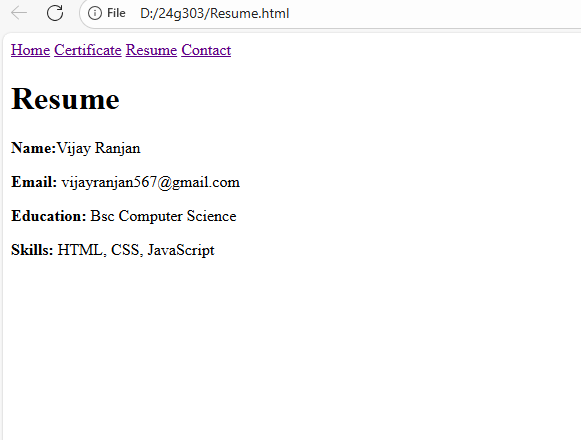 File D:/24g303/Resume.html
Home Certificate Resume Contact
Resume
Name:Vijay Ranjan
Email: vijayranjan567@gmail.com
Education: Bsc Computer Science
Skills: HTML, CSS, JavaScript